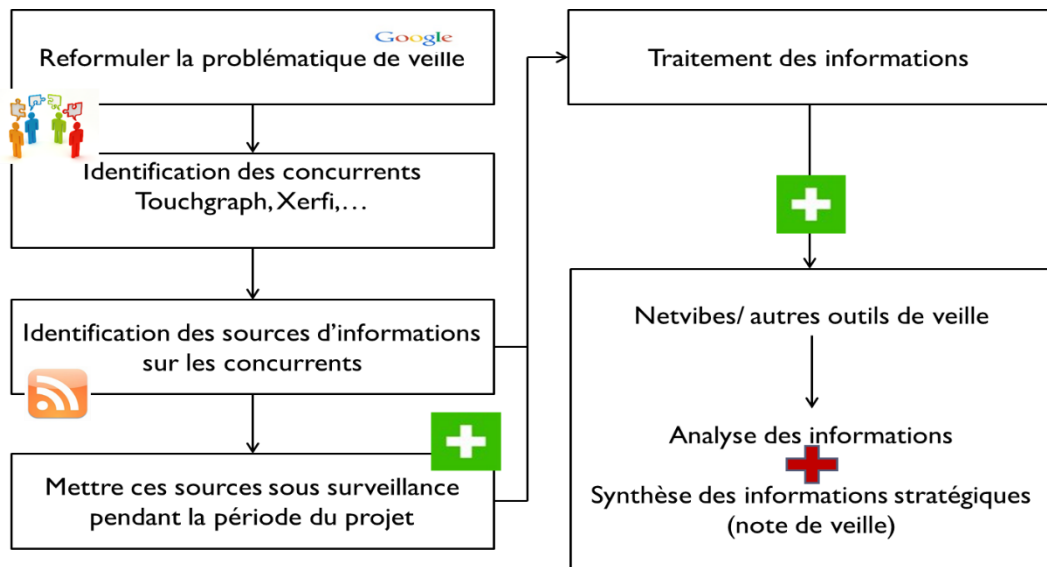 Google
Reformuler la problématique de veille
Identification des concurrents
Touchgraph, Xerfi,...
Identification des sources d'informations
sur les concurrents
Mettre ces sources sous surveillance
pendant la période du projet
Traitement des informations
Netvibes/ autres outils de veille
Analyse des informations
Synthèse des informations stratégiques
(note de veille)